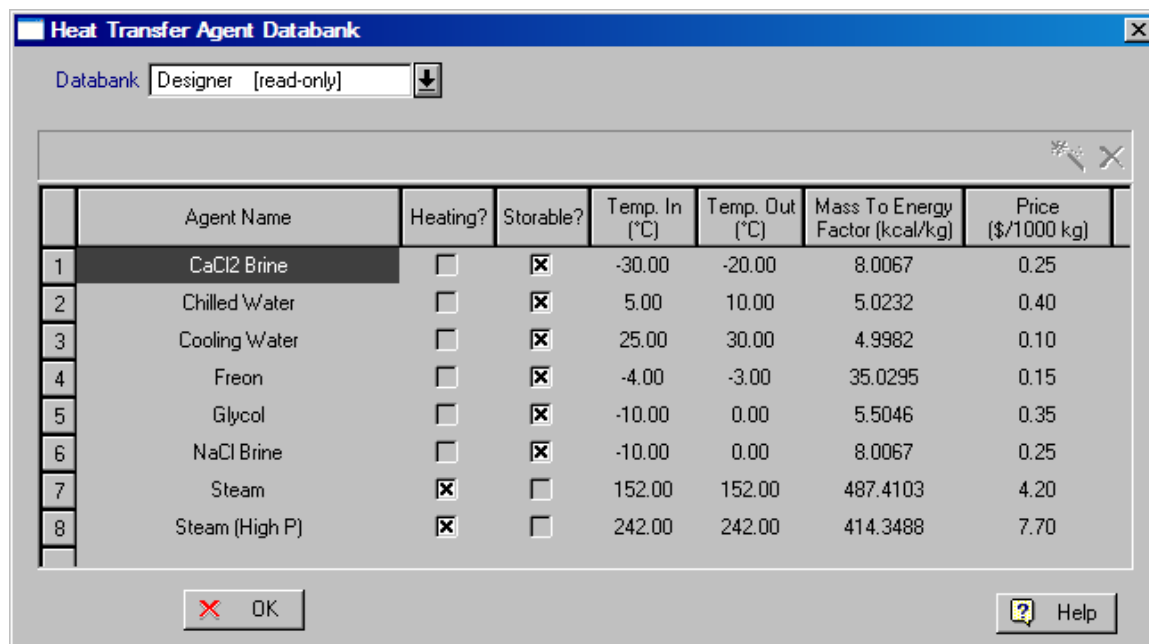 Heat Transfer Agent Databank
Databank Designer [read-only]
Agent Name Heating? Storable? Temp. In (°C) Temp. Out (°C) Mass To Energy Factor (kcal/kg) Price ($/1000 kg)
1 CaCl2 Brine -30.00 -20.00 8.0067 0.25
2 Chilled Water 5.00 10.00 5.0232 0.40
3 Cooling Water 25.00 30.00 4.9982 0.10
4 Freon -4.00 -3.00 35.0295 0.15
5 Glycol -10.00 0.00 5.5046 0.35
6 NaCl Brine -10.00 0.00 8.0067 0.25
7 Steam 152.00 152.00 487.4103 4.20
8 Steam (High P) 242.00 242.00 414.3488 7.70
OK Help